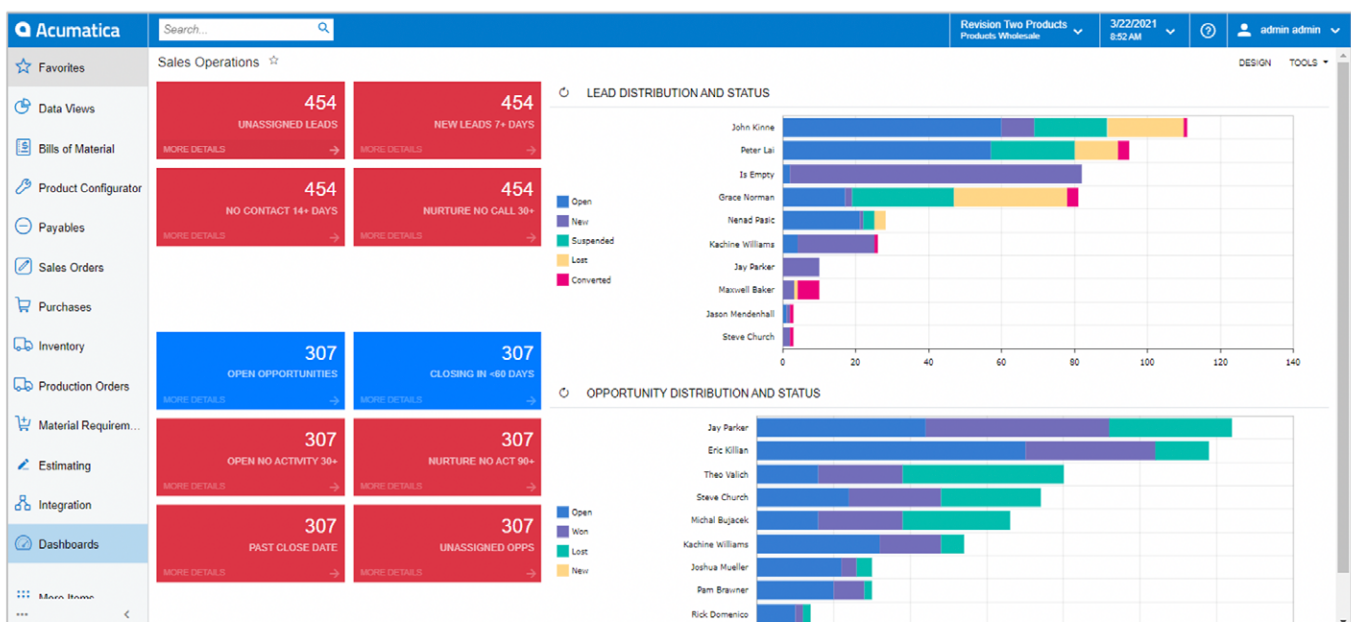 Acumatica
Search...
Revision Two Products
Products Wholesale
3/22/2021
8:52 AM
admin admin
Favorites
Data Views
Bills of Material
Product Configurator
Payables
Sales Orders
Purchases
Inventory
Production Orders
Material Requirem...
Estimating
Integration
Dashboards
More Items
Sales Operations
DESIGN
TOOLS
454
UNASSIGNED LEADS
MORE DETAILS
454
NEW LEADS 7+ DAYS
MORE DETAILS
454
NO CONTACT 14+ DAYS
MORE DETAILS
454
NURTURE NO CALL 30+
MORE DETAILS
307
OPEN OPPORTUNITIES
MORE DETAILS
307
CLOSING IN <60 DAYS
MORE DETAILS
307
OPEN NO ACTIVITY 30+
MORE DETAILS
307
NURTURE NO ACT 90+
MORE DETAILS
307
PAST CLOSE DATE
MORE DETAILS
307
UNASSIGNED OPPS
MORE DETAILS
LEAD DISTRIBUTION AND STATUS
Open
New
Suspended
Lost
Converted
John Kinne
Peter Lai
Is Empty
Grace Norman
Nenad Pasic
Kachine Williams
Jay Parker
Maxwell Baker
Jason Mendenhall
Steve Church
0 20 40 60 80 100 120 140
OPPORTUNITY DISTRIBUTION AND STATUS
Open
Won
Lost
New
Jay Parker
Eric Killian
Theo Valich
Steve Church
Michal Bujacek
Kachine Williams
Joshua Mueller
Pam Brawner
Rick Domenico